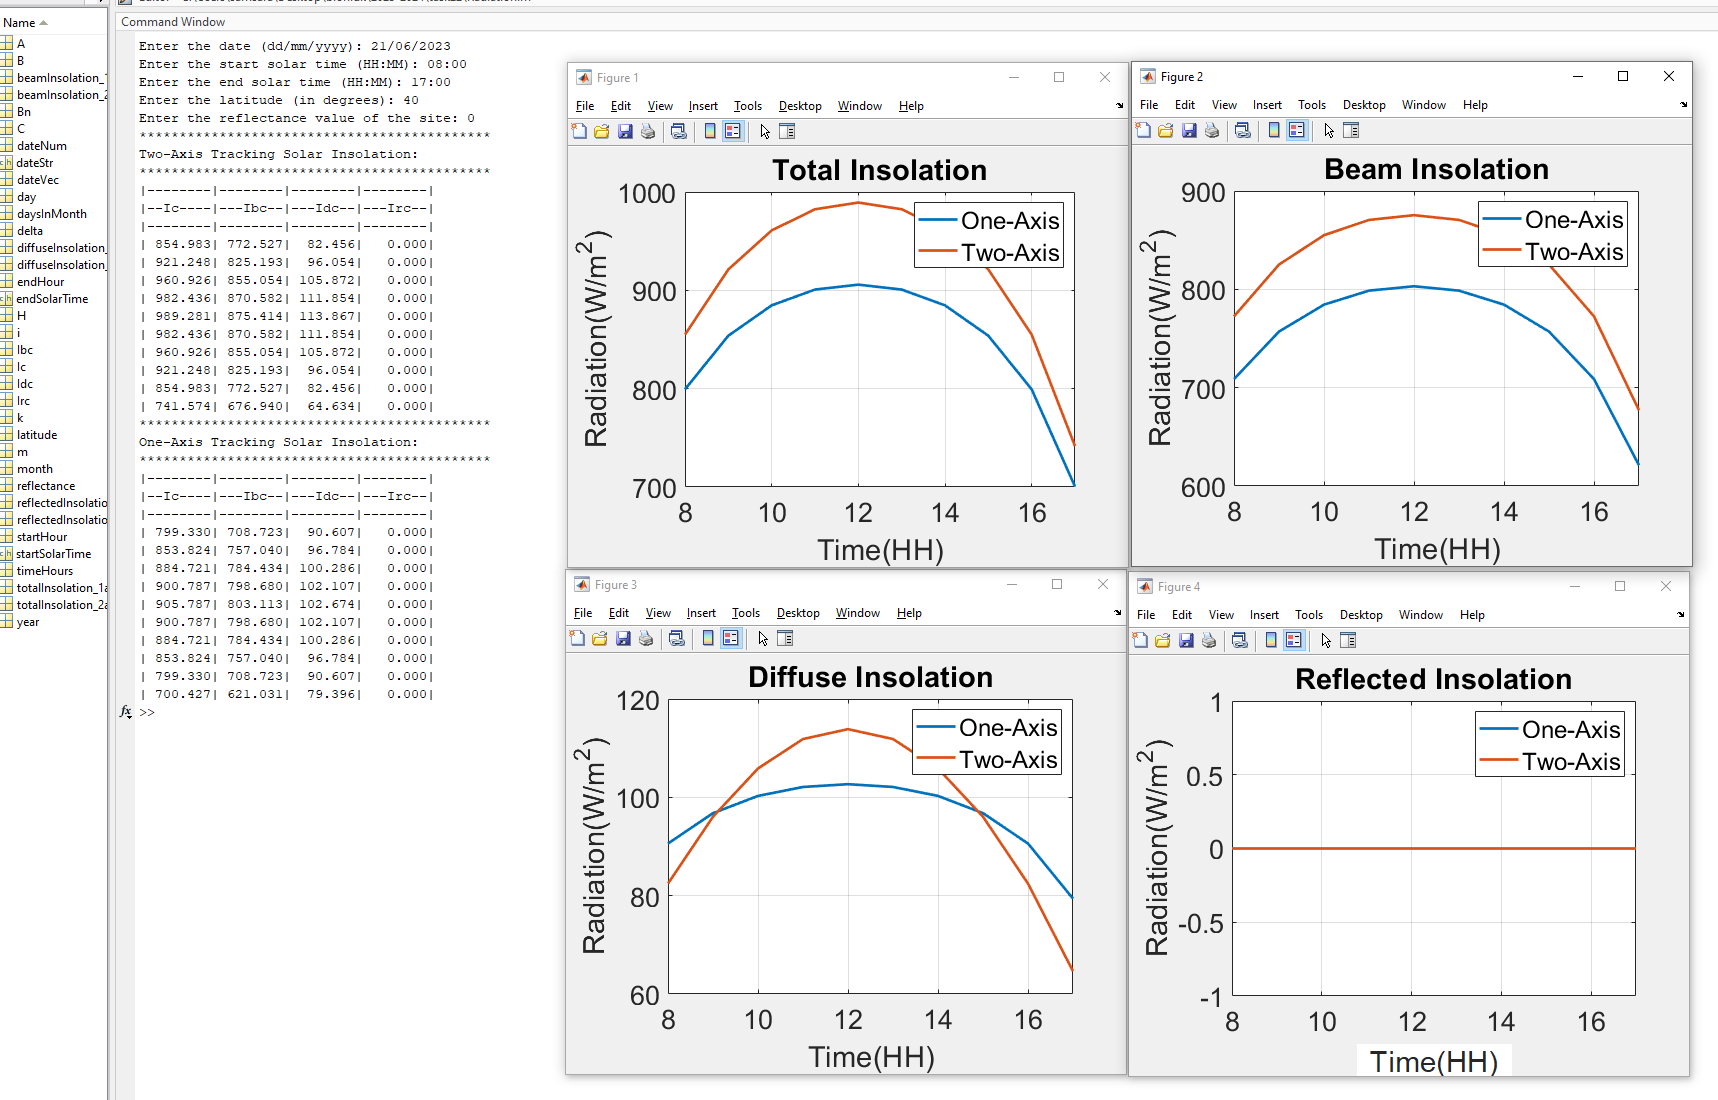 Name
A
B
beamInsolation_1
beamInsolation_2
Bn
C
dateNum
dateStr
dateVec
day
daysInMonth
delta
diffuseInsolation_
diffuseInsolation_
endHour
endSolarTime
H
i
Ibc
Ic
Idc
Irc
k
latitude
m
month
reflectance
reflectedInsolatio
reflectedInsolatio
startHour
startSolarTime
timeHours
totalInsolation_1a
totalInsolation_2a
year
Command Window
Enter the date (dd/mm/yyyy): 21/06/2023
Enter the start solar time (HH:MM): 08:00
Enter the end solar time (HH:MM): 17:00
Enter the latitude (in degrees): 40
Enter the reflectance value of the site: 0
********************************************
Two-Axis Tracking Solar Insolation:
********************************************
|--------|--------|--------|--------|
|--Ic----|---Ibc--|---Idc--|---Irc--|
|--------|--------|--------|--------|
| 854.983| 772.527|  82.456|   0.000|
| 921.248| 825.193|  96.054|   0.000|
| 960.926| 855.054| 105.872|   0.000|
| 982.436| 870.582| 111.854|   0.000|
| 989.281| 875.414| 113.867|   0.000|
| 982.436| 870.582| 111.854|   0.000|
| 960.926| 855.054| 105.872|   0.000|
| 921.248| 825.193|  96.054|   0.000|
| 854.983| 772.527|  82.456|   0.000|
| 741.574| 676.940|  64.634|   0.000|
********************************************
One-Axis Tracking Solar Insolation:
********************************************
|--------|--------|--------|--------|
|--Ic----|---Ibc--|---Idc--|---Irc--|
|--------|--------|--------|--------|
| 799.330| 708.723|  90.607|   0.000|
| 853.824| 757.040|  96.784|   0.000|
| 884.721| 784.434| 100.286|   0.000|
| 900.787| 798.680| 102.107|   0.000|
| 905.787| 803.113| 102.674|   0.000|
| 900.787| 798.680| 102.107|   0.000|
| 884.721| 784.434| 100.286|   0.000|
| 853.824| 757.040|  96.784|   0.000|
| 799.330| 708.723|  90.607|   0.000|
| 700.427| 621.031|  79.396|   0.000|
fx >>
Figure 1
File Edit View Insert Tools Desktop Window Help
Total Insolation
Radiation(W/m²)
1000
900
800
700
One-Axis
Two-Axis
8 10 12 14 16
Time(HH)
Figure 2
File Edit View Insert Tools Desktop Window Help
Beam Insolation
Radiation(W/m²)
900
800
700
600
One-Axis
Two-Axis
8 10 12 14 16
Time(HH)
Figure 3
File Edit View Insert Tools Desktop Window Help
Diffuse Insolation
Radiation(W/m²)
120
100
80
60
One-Axis
Two-Axis
8 10 12 14 16
Time(HH)
Figure 4
File Edit View Insert Tools Desktop Window Help
Reflected Insolation
Radiation(W/m²)
1
0.5
0
-0.5
-1
One-Axis
Two-Axis
8 10 12 14 16
Time(HH)